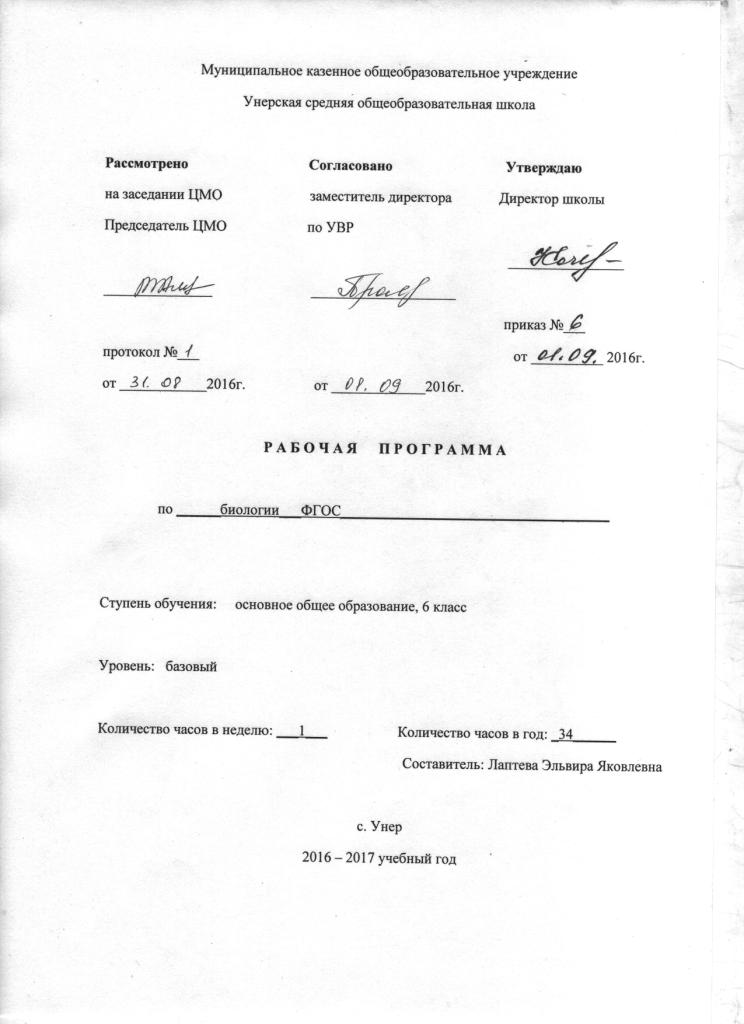 Муниципальное казенное общеобразовательное учреждение
Унерская средняя общеобразовательная школа
Рассмотрено
на заседании ЦМО
Председатель ЦМО
протокол № 1
от 31. 08 2016г.
Согласовано
заместитель директора
по УВР
от 01. 09 2016г.
Утверждаю
Директор школы
приказ № 6
от 01.09. 2016г.
РАБОЧАЯ ПРОГРАММА
по биологии ФГОС
Ступень обучения: основное общее образование, 6 класс
Уровень: базовый
Количество часов в неделю: 1 Количество часов в год: 34
Составитель: Лаптева Эльвира Яковлевна
с. Унер
2016 – 2017 учебный год